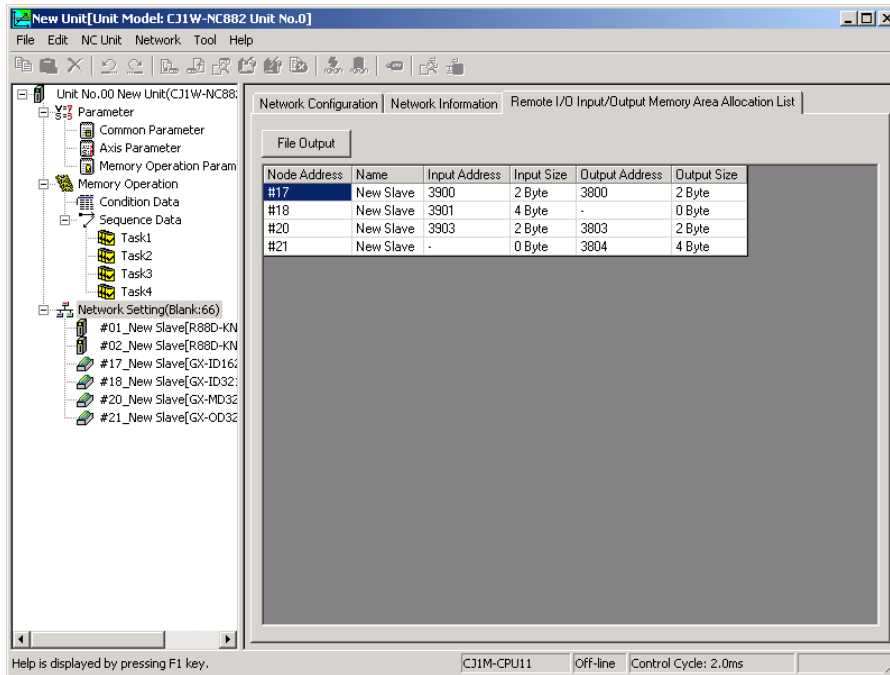 New Unit[Unit Model: CJ1W-NC882 Unit No.0]
File Edit NC Unit Network Tool Help
Unit No.00 New Unit(CJ1W-NC88
Parameter
Common Parameter
Axis Parameter
Memory Operation Param
Memory Operation
Condition Data
Sequence Data
Task1
Task2
Task3
Task4
Network Setting(Blank:66)
#01_New Slave[R88D-KN
#02_New Slave[R88D-KN
#17_New Slave[GX-ID162
#18_New Slave[GX-ID321
#20_New Slave[GX-MD32
#21_New Slave[GX-OD32
Network Configuration Network Information Remote I/O Input/Output Memory Area Allocation List
File Output
Node Address Name Input Address Input Size Output Address Output Size
#17 New Slave 3900 2 Byte 3800 2 Byte
#18 New Slave 3901 4 Byte - 0 Byte
#20 New Slave 3903 2 Byte 3803 2 Byte
#21 New Slave - 0 Byte 3804 4 Byte
Help is displayed by pressing F1 key. CJ1M-CPU11 Off-line Control Cycle: 2.0ms